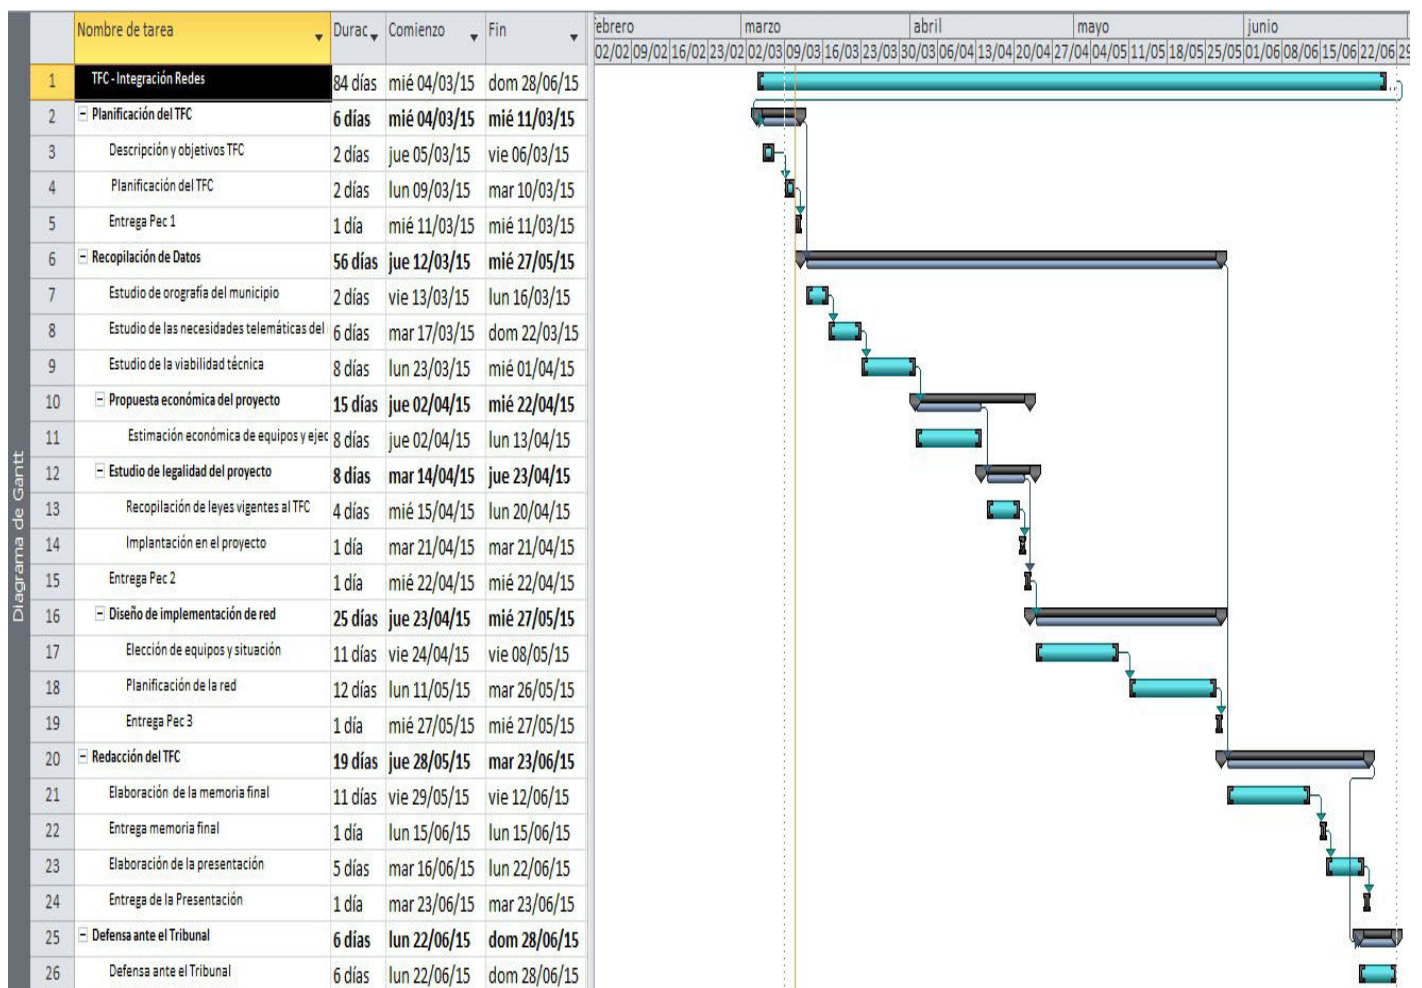 Diagrama de Gantt
Nombre de tarea Durac Comienzo Fin
febrero marzo abril mayo junio
02/02 09/02 16/02 23/02 02/03 09/03 16/03 23/03 30/03 06/04 13/04 20/04 27/04 04/05 11/05 18/05 25/05 01/06 08/06 15/06 22/06 29
1 TFC - Integración Redes 84 días mié 04/03/15 dom 28/06/15
2 Planificación del TFC 6 días mié 04/03/15 mié 11/03/15
3 Descripción y objetivos TFC 2 días jue 05/03/15 vie 06/03/15
4 Planificación del TFC 2 días lun 09/03/15 mar 10/03/15
5 Entrega Pec 1 1 día mié 11/03/15 mié 11/03/15
6 Recopilación de Datos 56 días jue 12/03/15 mié 27/05/15
7 Estudio de orografía del municipio 2 días vie 13/03/15 lun 16/03/15
8 Estudio de las necesidades telemáticas del 6 días mar 17/03/15 dom 22/03/15
9 Estudio de la viabilidad técnica 8 días lun 23/03/15 mié 01/04/15
10 Propuesta económica del proyecto 15 días jue 02/04/15 mié 22/04/15
11 Estimación económica de equipos y ejec 8 días jue 02/04/15 lun 13/04/15
12 Estudio de legalidad del proyecto 8 días mar 14/04/15 jue 23/04/15
13 Recopilación de leyes vigentes al TFC 4 días mié 15/04/15 lun 20/04/15
14 Implantación en el proyecto 1 día mar 21/04/15 mar 21/04/15
15 Entrega Pec 2 1 día mié 22/04/15 mié 22/04/15
16 Diseño de implementación de red 25 días jue 23/04/15 mié 27/05/15
17 Elección de equipos y situación 11 días vie 24/04/15 vie 08/05/15
18 Planificación de la red 12 días lun 11/05/15 mar 26/05/15
19 Entrega Pec 3 1 día mié 27/05/15 mié 27/05/15
20 Redacción del TFC 19 días jue 28/05/15 mar 23/06/15
21 Elaboración de la memoria final 11 días vie 29/05/15 vie 12/06/15
22 Entrega memoria final 1 día lun 15/06/15 lun 15/06/15
23 Elaboración de la presentación 5 días mar 16/06/15 lun 22/06/15
24 Entrega de la Presentación 1 día mar 23/06/15 mar 23/06/15
25 Defensa ante el Tribunal 6 días lun 22/06/15 dom 28/06/15
26 Defensa ante el Tribunal 6 días lun 22/06/15 dom 28/06/15